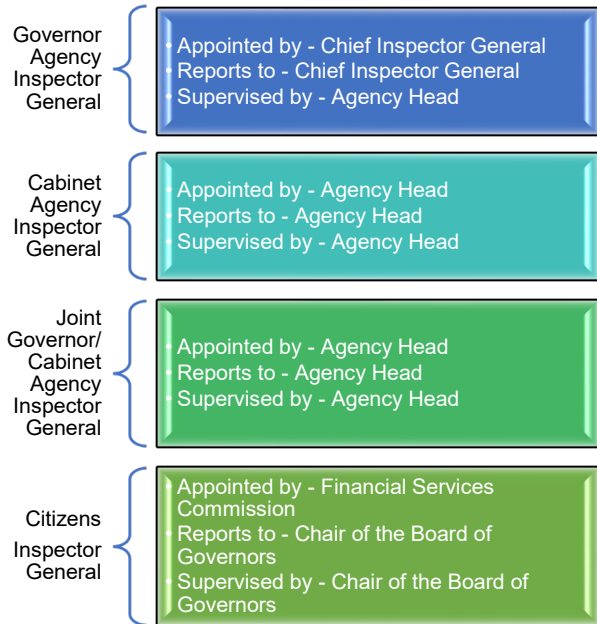 Governor
Agency
Inspector
General
• Appointed by - Chief Inspector General
• Reports to - Chief Inspector General
• Supervised by - Agency Head
Cabinet
Agency
Inspector
General
• Appointed by - Agency Head
• Reports to - Agency Head
• Supervised by - Agency Head
Joint
Governor/
Cabinet
Agency
Inspector
General
• Appointed by - Agency Head
• Reports to - Agency Head
• Supervised by - Agency Head
Citizens
Inspector
General
• Appointed by - Financial Services
Commission
• Reports to - Chair of the Board of
Governors
• Supervised by - Chair of the Board of
Governors